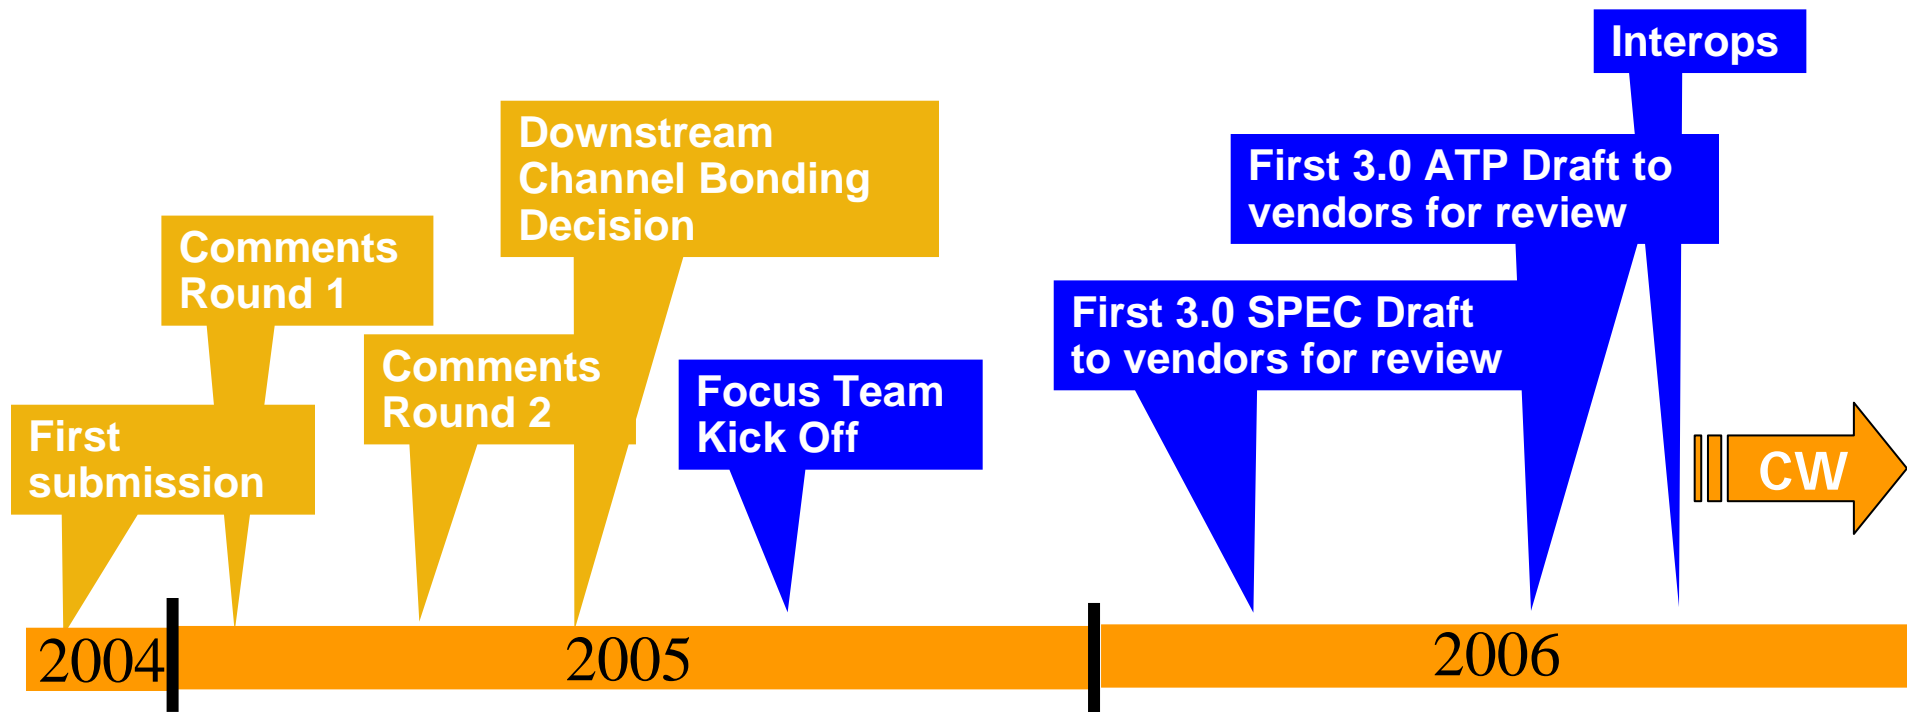 Interops
Downstream
Channel Bonding
Decision
First 3.0 ATP Draft to
vendors for review
Comments
Round 1
First 3.0 SPEC Draft
to vendors for review
Comments
Round 2
Focus Team
Kick Off
First
submission
CW
2004
2005
2006